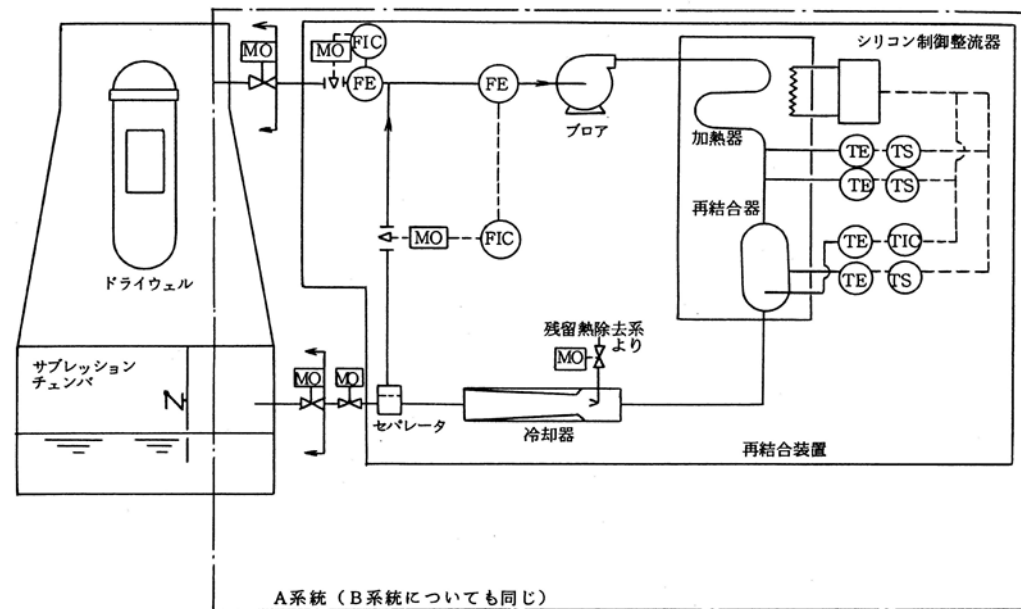 シリコン制御整流器
MO
MO
FIC
FE
FE
ブロア
加熱器
TE
TS
TE
TS
再結合器
MO
FIC
TE
TIC
TE
TS
ドライウェル
残留熱除去系
より
MO
サプレッション
チェンバ
MO
MO
セパレータ
冷却器
再結合装置
A系統（B系統についても同じ）